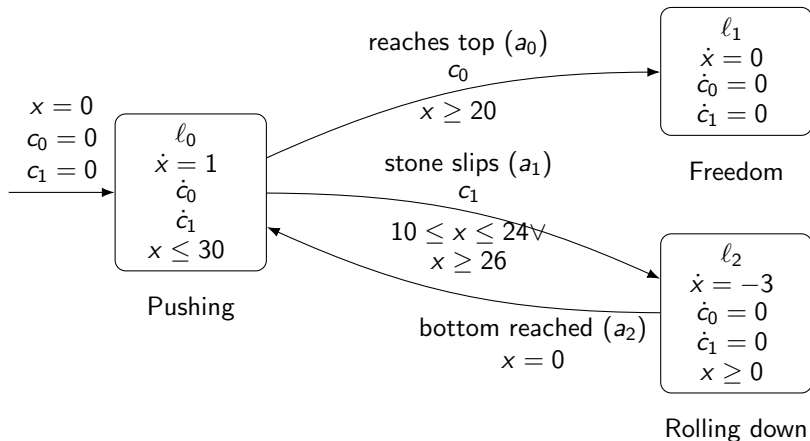 x = 0
c₀ = 0
c₁ = 0
ℓ₀
ẋ = 1
ċ₀
ċ₁
x ≤ 30
Pushing
reaches top (a₀)
c₀
x ≥ 20
ℓ₁
ẋ = 0
ċ₀ = 0
ċ₁ = 0
Freedom
stone slips (a₁)
c₁
10 ≤ x ≤ 24∨
x ≥ 26
bottom reached (a₂)
x = 0
ℓ₂
ẋ = −3
ċ₀ = 0
ċ₁ = 0
x ≥ 0
Rolling down